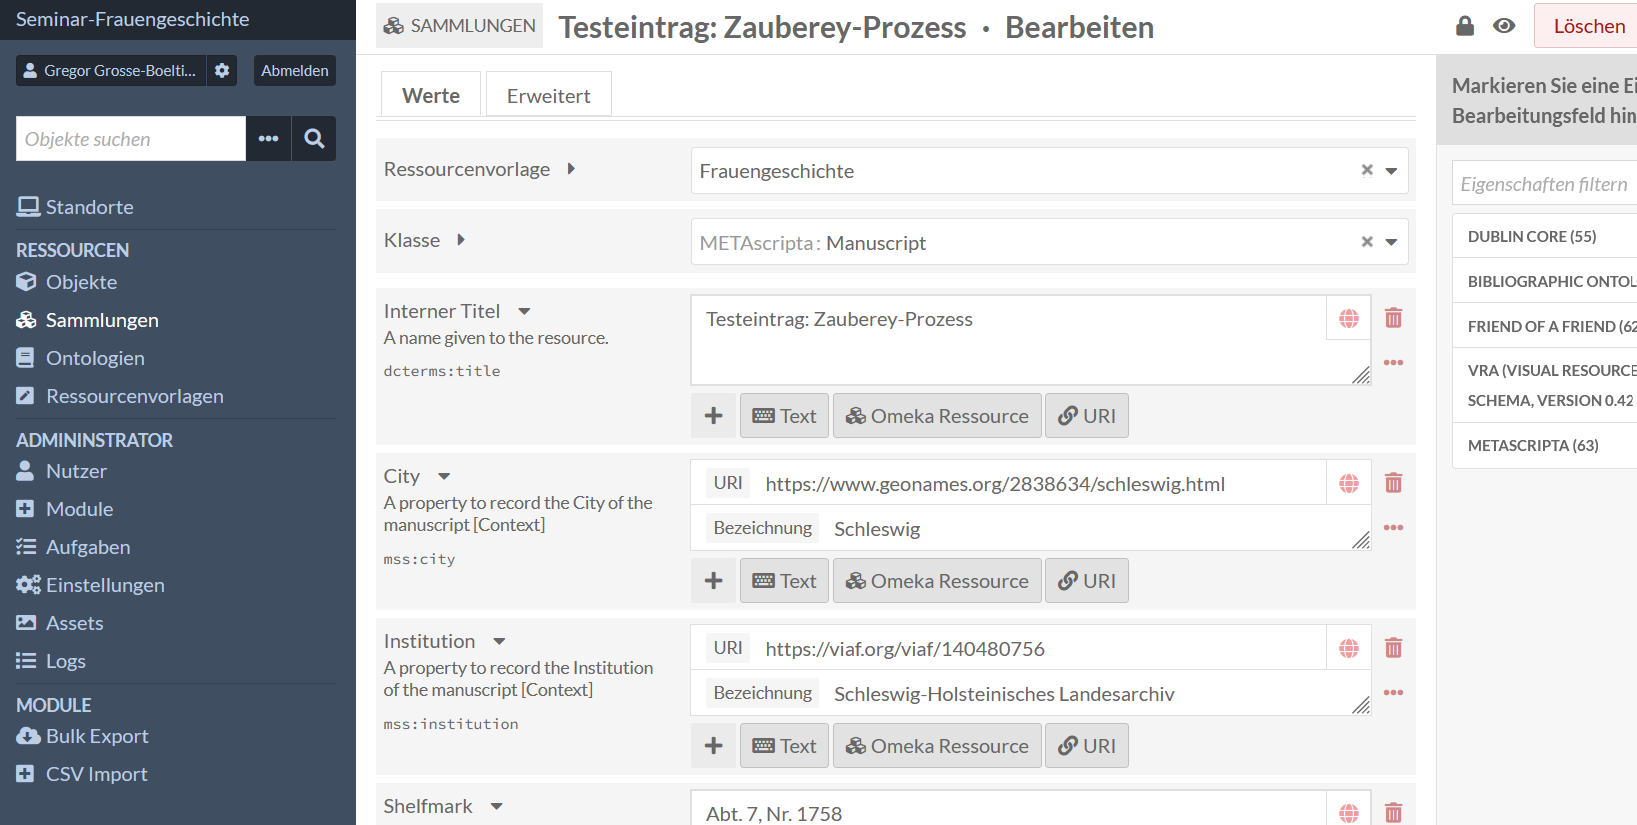 Seminar-Frauengeschichte
Gregor Grosse-Boelti...
Abmelden
Objekte suchen
Standorte
RESSOURCEN
Objekte
Sammlungen
Ontologien
Ressourcenvorlagen
ADMININSTRATOR
Nutzer
Module
Aufgaben
Einstellungen
Assets
Logs
MODULE
Bulk Export
CSV Import
SAMMLUNGEN Testeintrag: Zauberey-Prozess · Bearbeiten
Löschen
Werte Erweitert
Ressourcenvorlage Frauengeschichte
Klasse METAscripta: Manuscript
Interner Titel
A name given to the resource.
dcterms:title
Testeintrag: Zauberey-Prozess
Text Omeka Ressource URI
City
A property to record the City of the
manuscript [Context]
mss:city
URI https://www.geonames.org/2838634/schleswig.html
Bezeichnung Schleswig
Text Omeka Ressource URI
Institution
A property to record the Institution
of the manuscript [Context]
mss:institution
URI https://viaf.org/viaf/140480756
Bezeichnung Schleswig-Holsteinisches Landesarchiv
Text Omeka Ressource URI
Shelfmark
Abt. 7, Nr. 1758
Markieren Sie eine Ei
Bearbeitungsfeld hin
Eigenschaften filtern
DUBLIN CORE (55)
BIBLIOGRAPHIC ONTOL
FRIEND OF A FRIEND (62
VRA (VISUAL RESOURCE
SCHEMA, VERSION 0.42
METASCRIPTA (63)